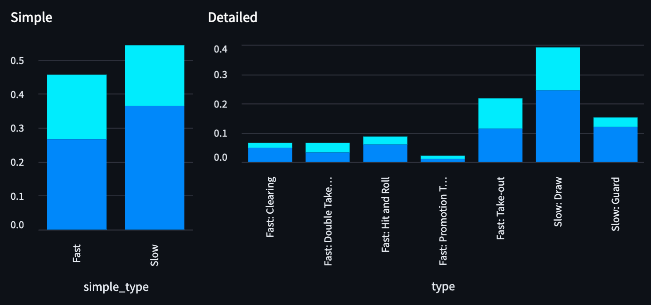 Simple
0.5
0.4
0.3
0.2
0.1
0.0
Fast
Slow
simple_type
Detailed
0.4
0.3
0.2
0.1
0.0
Fast: Clearing
Fast: Double Take…
Fast: Hit and Roll
Fast: Promotion T…
Fast: Take-out
Slow: Draw
Slow: Guard
type